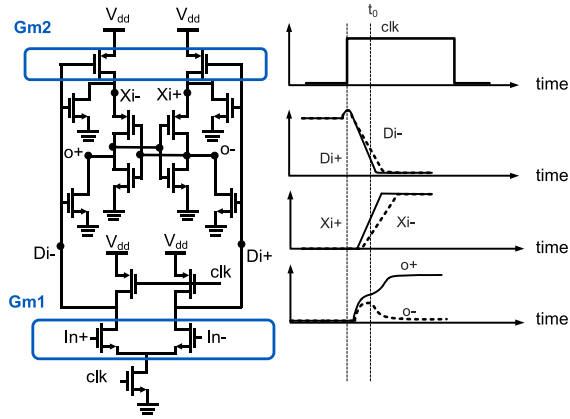 Gm2
Vdd
Vdd
Xi-
Xi+
o+
o-
Di-
Vdd
Vdd
Di+
clk
Gm1
In+
In-
clk
t0
clk
time
Di-
Di+
time
Xi+
Xi-
time
o+
o-
time